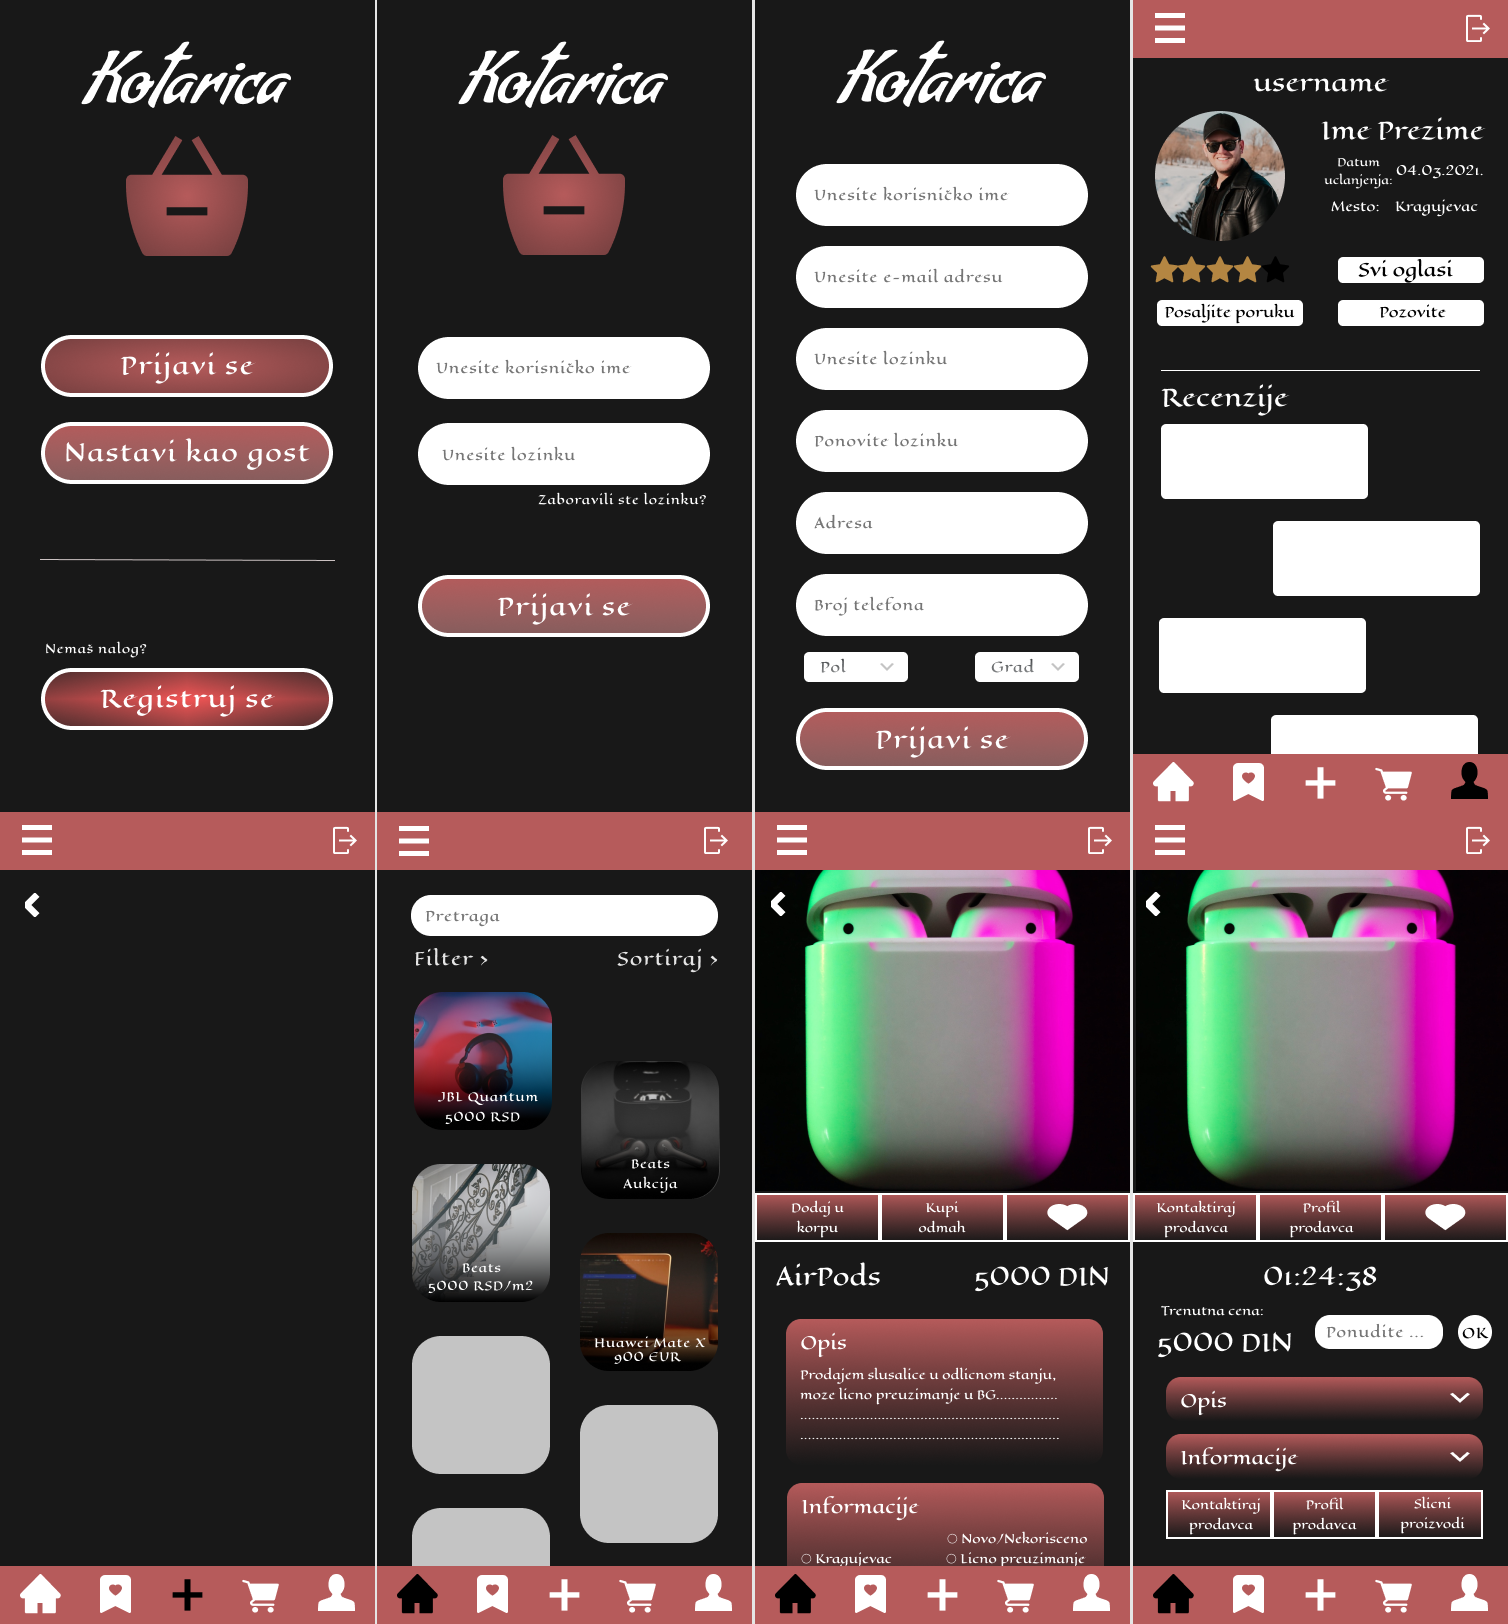 Kotarica
Prijavi se
Nastavi kao gost
Nemaš nalog?
Registruj se
Kotarica
Unesite korisničko ime
Unesite lozinku
Zaboravili ste lozinku?
Prijavi se
Kotarica
Unesite korisničko ime
Unesite e-mail adresu
Unesite lozinku
Ponovite lozinku
Adresa
Broj telefona
Pol
Grad
Prijavi se
username
Ime Prezime
Datum
uclanjenja: 04.03.2021.
Mesto: Kragujevac
Svi oglasi
Posaljite poruku
Pozovite
Recenzije
Pretraga
Filter >
Sortiraj >
JBL Quantum
5000 RSD
Beats
Aukcija
Beats
5000 RSD/m2
Huawei Mate X
900 EUR
Dodaj u
korpu
Kupi
odmah
AirPods
5000 DIN
Opis
Prodajem slusalice u odlicnom stanju,
moze licno preuzimanje u BG................
...................................................................
...................................................................
Informacije
Novo/Nekorisceno
Kragujevac
Licno preuzimanje
Kontaktiraj
prodavca
Profil
prodavca
01:24:38
Trenutna cena:
5000 DIN
Ponudite ...
OK
Opis
Informacije
Kontaktiraj
prodavca
Profil
prodavca
Slicni
proizvodi